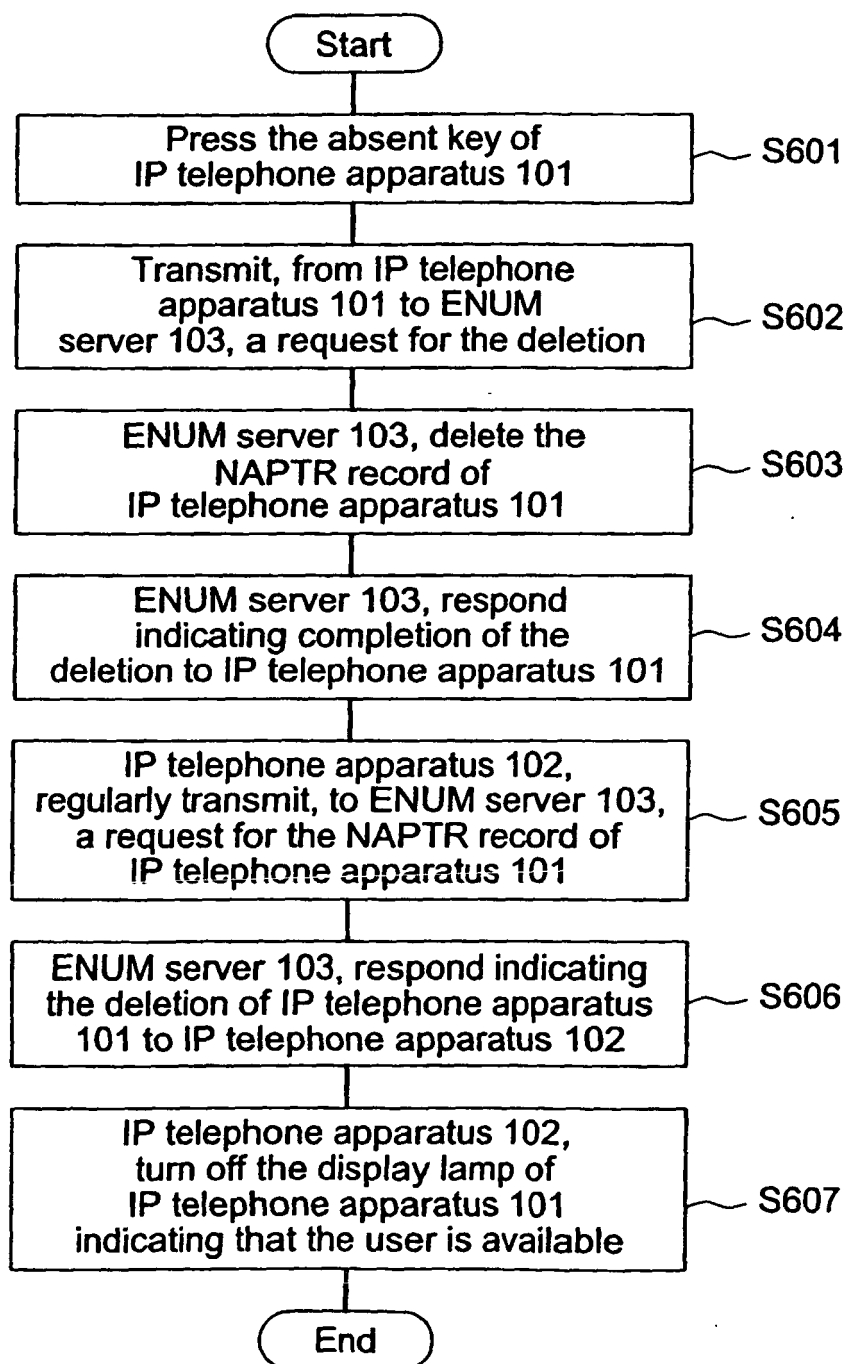 Start
Press the absent key of
IP telephone apparatus 101
S601
Transmit, from IP telephone
apparatus 101 to ENUM
server 103, a request for the deletion
S602
ENUM server 103, delete the
NAPTR record of
IP telephone apparatus 101
S603
ENUM server 103, respond
indicating completion of the
deletion to IP telephone apparatus 101
S604
IP telephone apparatus 102,
regularly transmit, to ENUM server 103,
a request for the NAPTR record of
IP telephone apparatus 101
S605
ENUM server 103, respond indicating
the deletion of IP telephone apparatus
101 to IP telephone apparatus 102
S606
IP telephone apparatus 102,
turn off the display lamp of
IP telephone apparatus 101
indicating that the user is available
S607
End